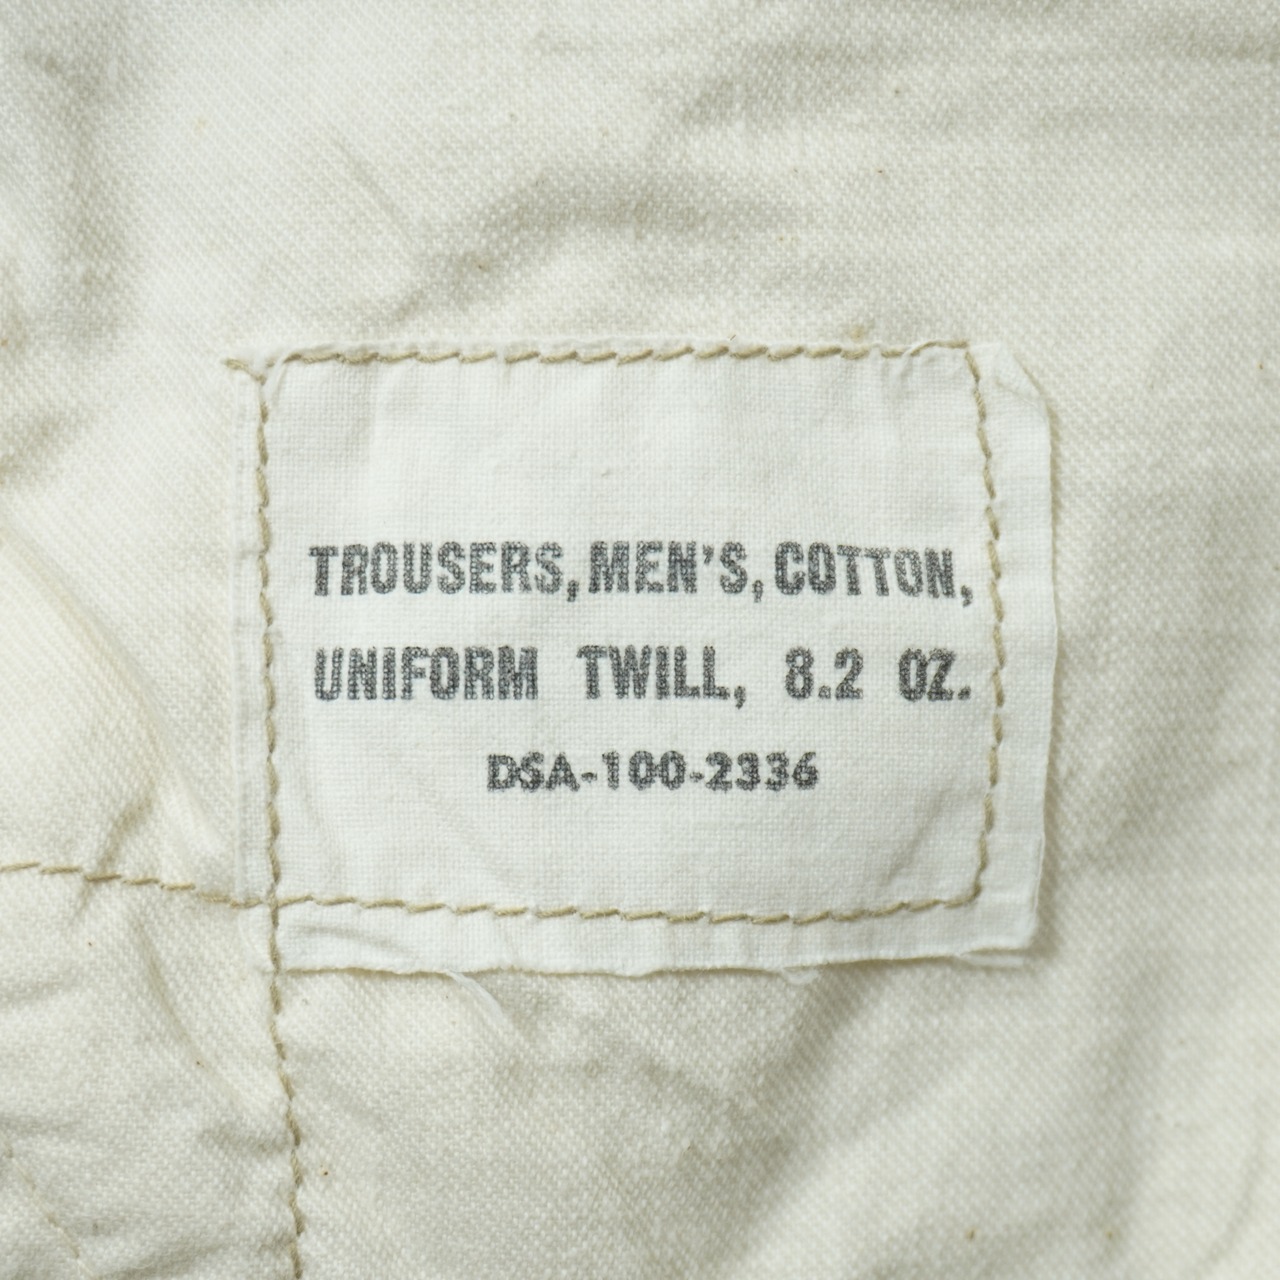 TROUSERS, MEN'S, COTTON,
UNIFORM TWILL, 8.2 OZ.
DSA-100-2336